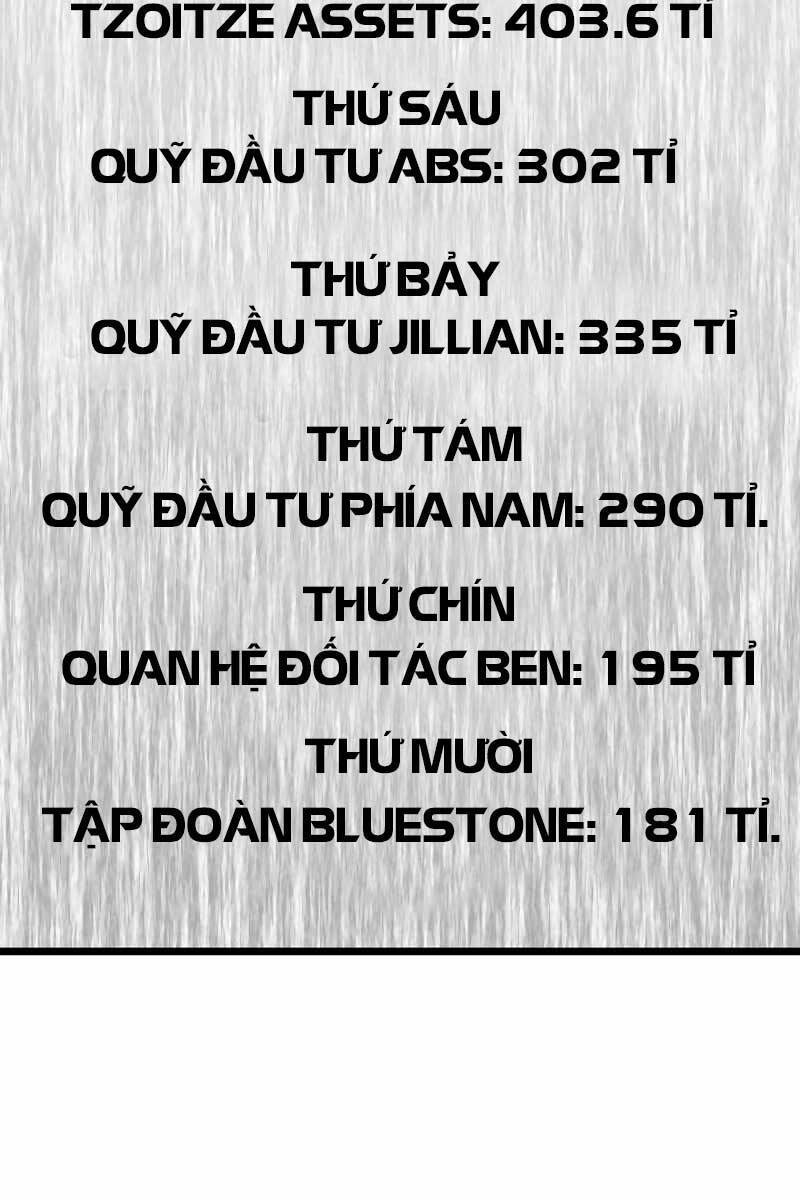 TZOITZE ASSETS: 403.6 TỈ
THỨ SÁU
QUỸ ĐẦU TƯ ABS: 302 TỈ
THỨ BẢY
QUỸ ĐẦU TƯ JILLIAN: 335 TỈ
THỨ TÁM
QUỸ ĐẦU TƯ PHÍA NAM: 290 TỈ.
THỨ CHÍN
QUAN HỆ ĐỐI TÁC BEN: 195 TỈ
THỨ MƯỜI
TẬP ĐOÀN BLUESTONE: 181 TỈ.